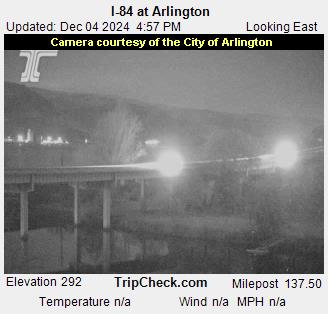 I-84 at Arlington
Updated: Dec 04 2024 4:57 PM Looking East
Camera courtesy of the City of Arlington
Elevation 292 TripCheck.com Milepost 137.50
Temperature n/a Wind n/a MPH n/a